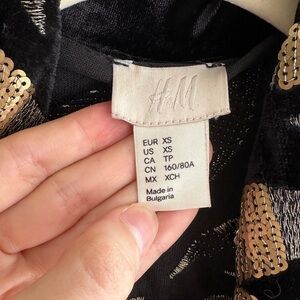 H&M
EUR XS
US XS
CA TP
CN 160/80A
MX XCH
Made in
Bulgaria